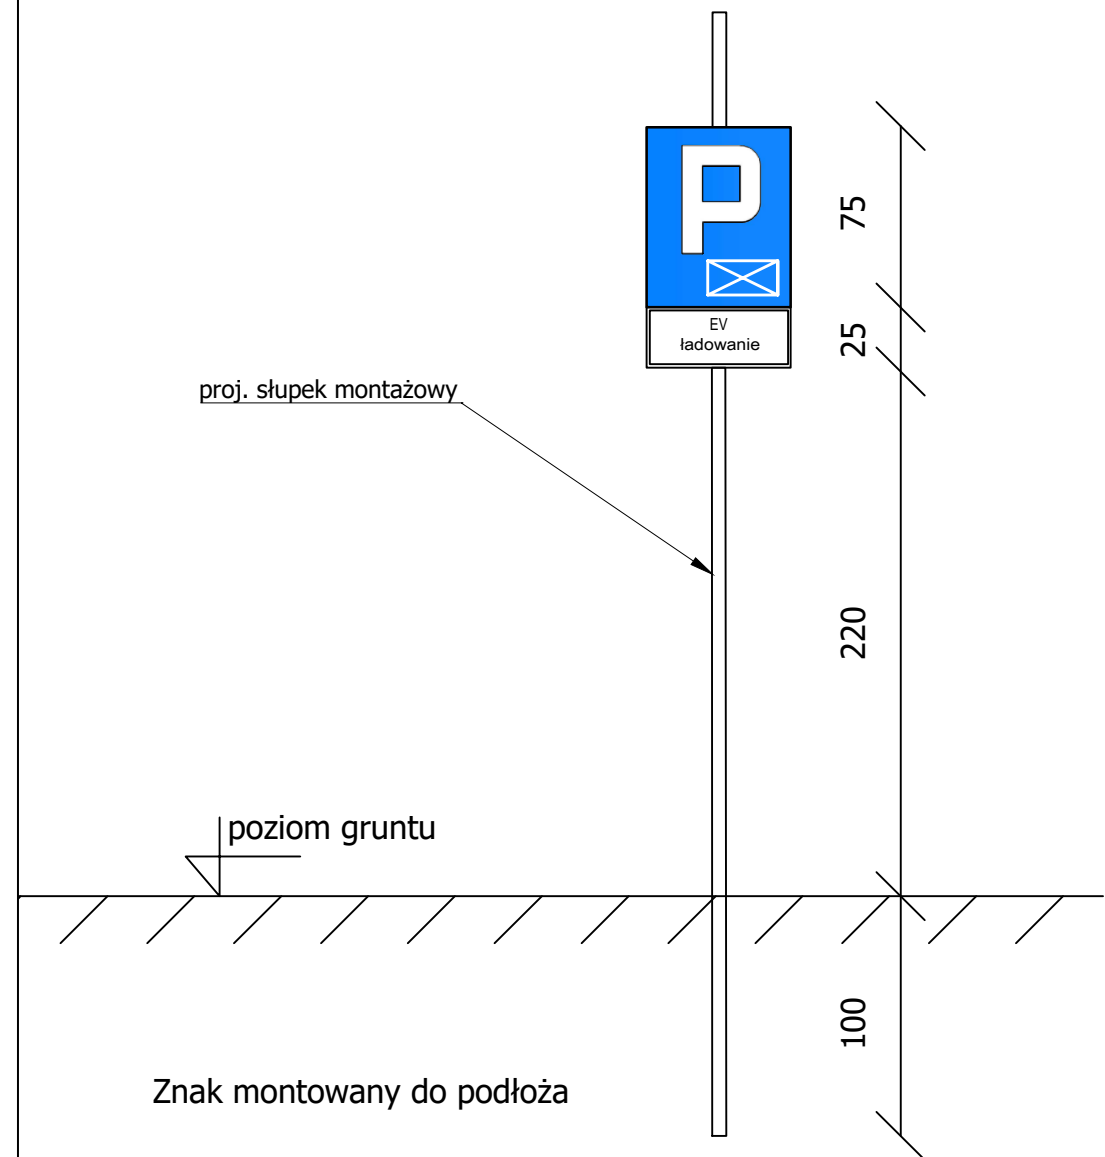 P
75
EV
ładowanie
25
proj. słupek montażowy
220
poziom gruntu
100
Znak montowany do podłoża